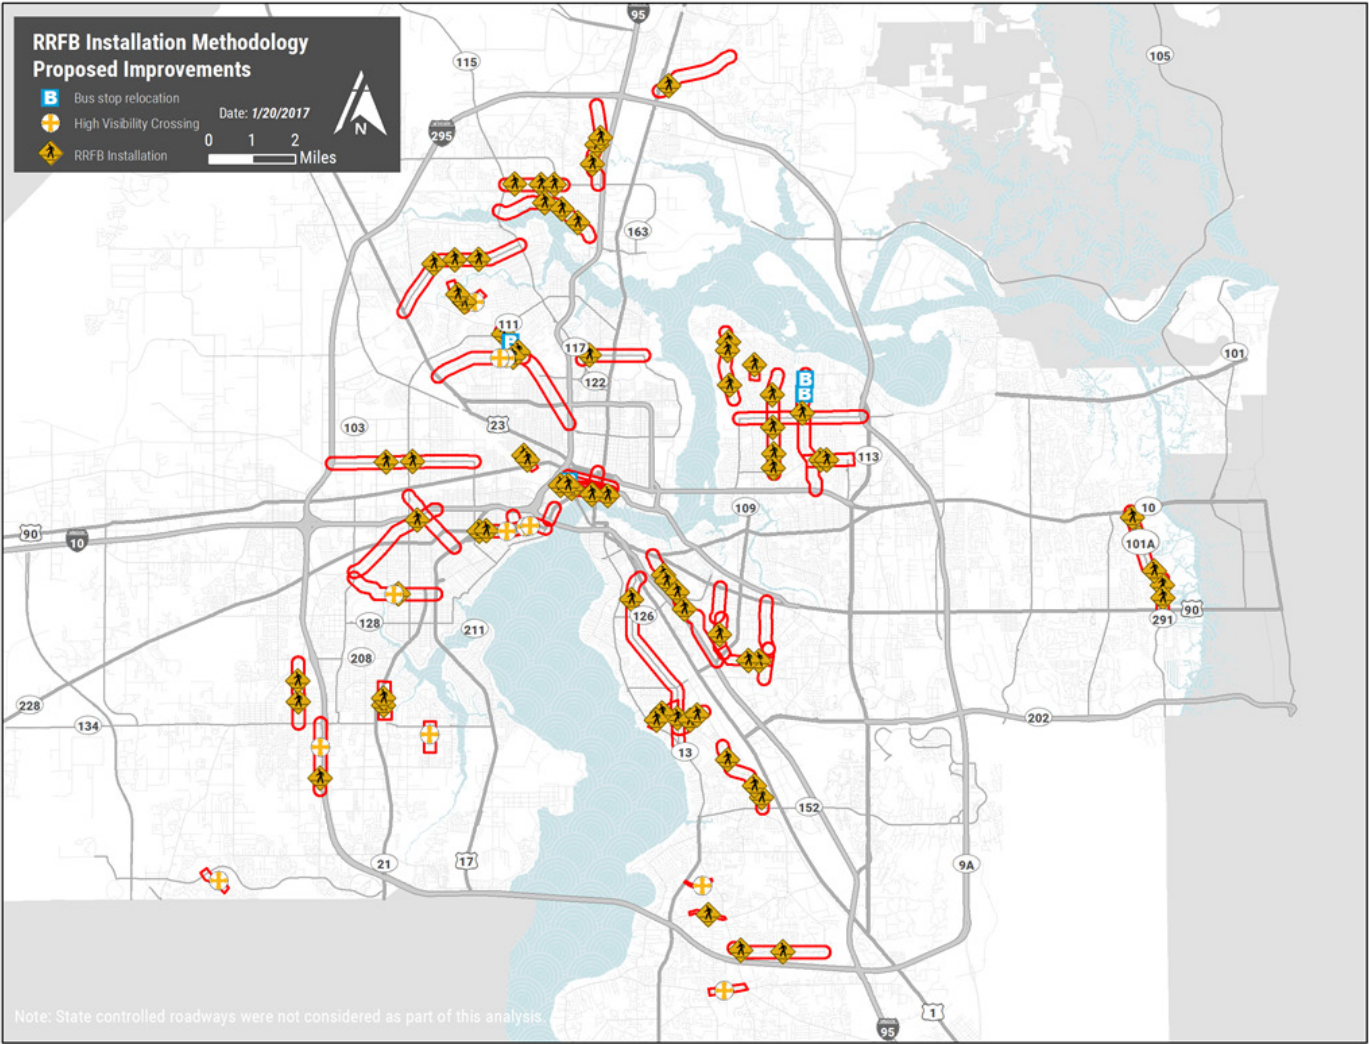 RRFB Installation Methodology
Proposed Improvements
B Bus stop relocation
High Visibility Crossing
RRFB Installation
Date: 1/20/2017
0 1 2
Miles
N
95
105
115
295
163
101
111
B
117
122
B
B
103
23
113
109
10
90
10
101A
126
90
291
128
211
208
228
134
202
13
152
21
17
9A
1
95
Note: State controlled roadways were not considered as part of this analysis.